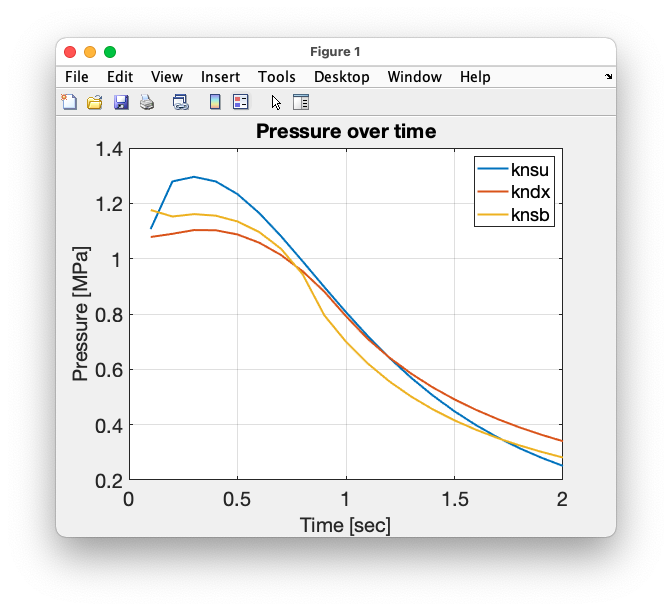 Figure 1
File Edit View Insert Tools Desktop Window Help
Pressure over time
knsu
kndx
knsb
Pressure [MPa]
1.4
1.2
1
0.8
0.6
0.4
0.2
0 0.5 1 1.5 2
Time [sec]